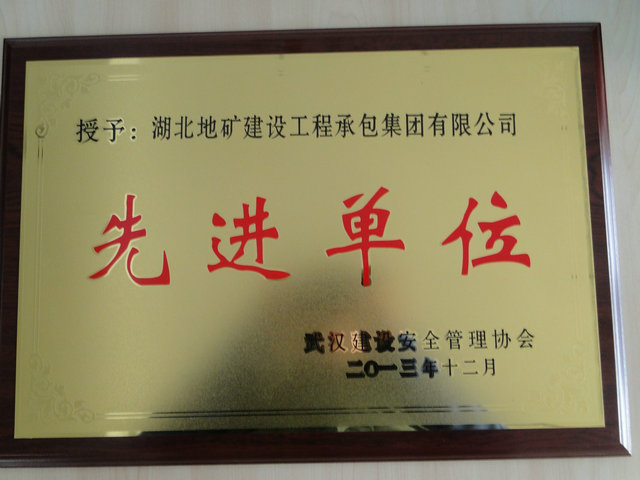 授予：湖北地矿建设工程承包集团有限公司
先进单位
武汉建设安全管理协会
二〇一三年十二月